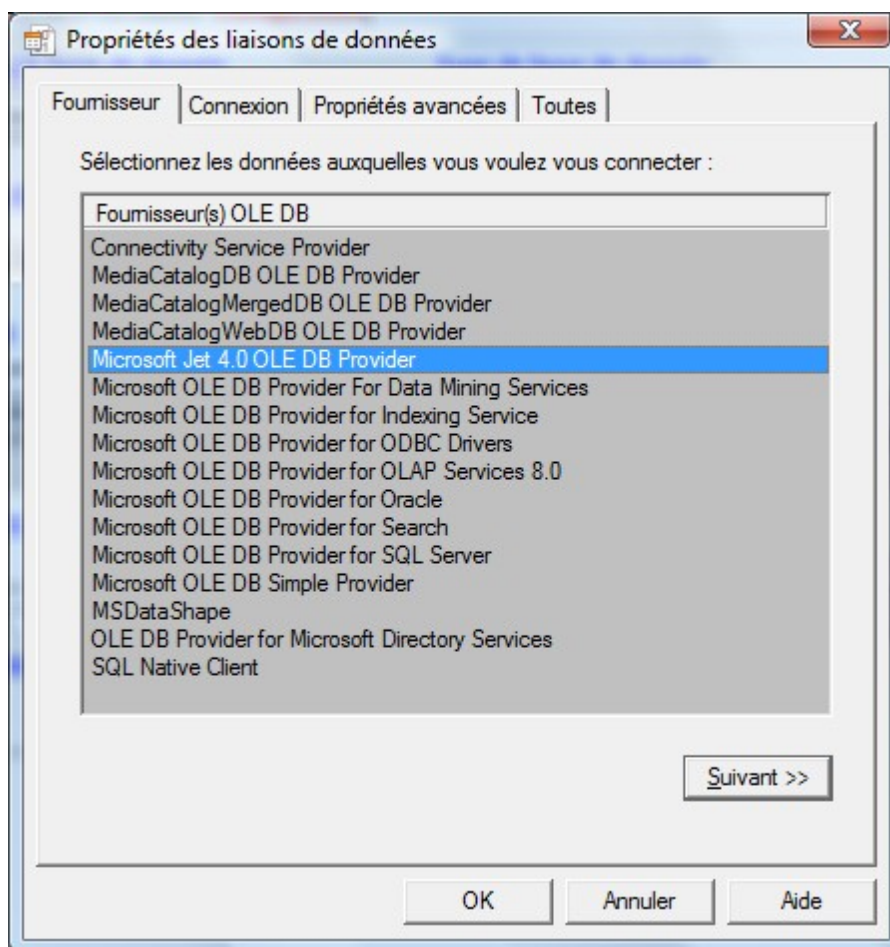 Propriétés des liaisons de données
Fournisseur Connexion Propriétés avancées Toutes
Sélectionnez les données auxquelles vous voulez vous connecter :
Fournisseur(s) OLE DB
Connectivity Service Provider
MediaCatalogDB OLE DB Provider
MediaCatalogMergedDB OLE DB Provider
MediaCatalogWebDB OLE DB Provider
Microsoft Jet 4.0 OLE DB Provider
Microsoft OLE DB Provider For Data Mining Services
Microsoft OLE DB Provider for Indexing Service
Microsoft OLE DB Provider for ODBC Drivers
Microsoft OLE DB Provider for OLAP Services 8.0
Microsoft OLE DB Provider for Oracle
Microsoft OLE DB Provider for Search
Microsoft OLE DB Provider for SQL Server
Microsoft OLE DB Simple Provider
MSDataShape
OLE DB Provider for Microsoft Directory Services
SQL Native Client
Suivant >>
OK Annuler Aide